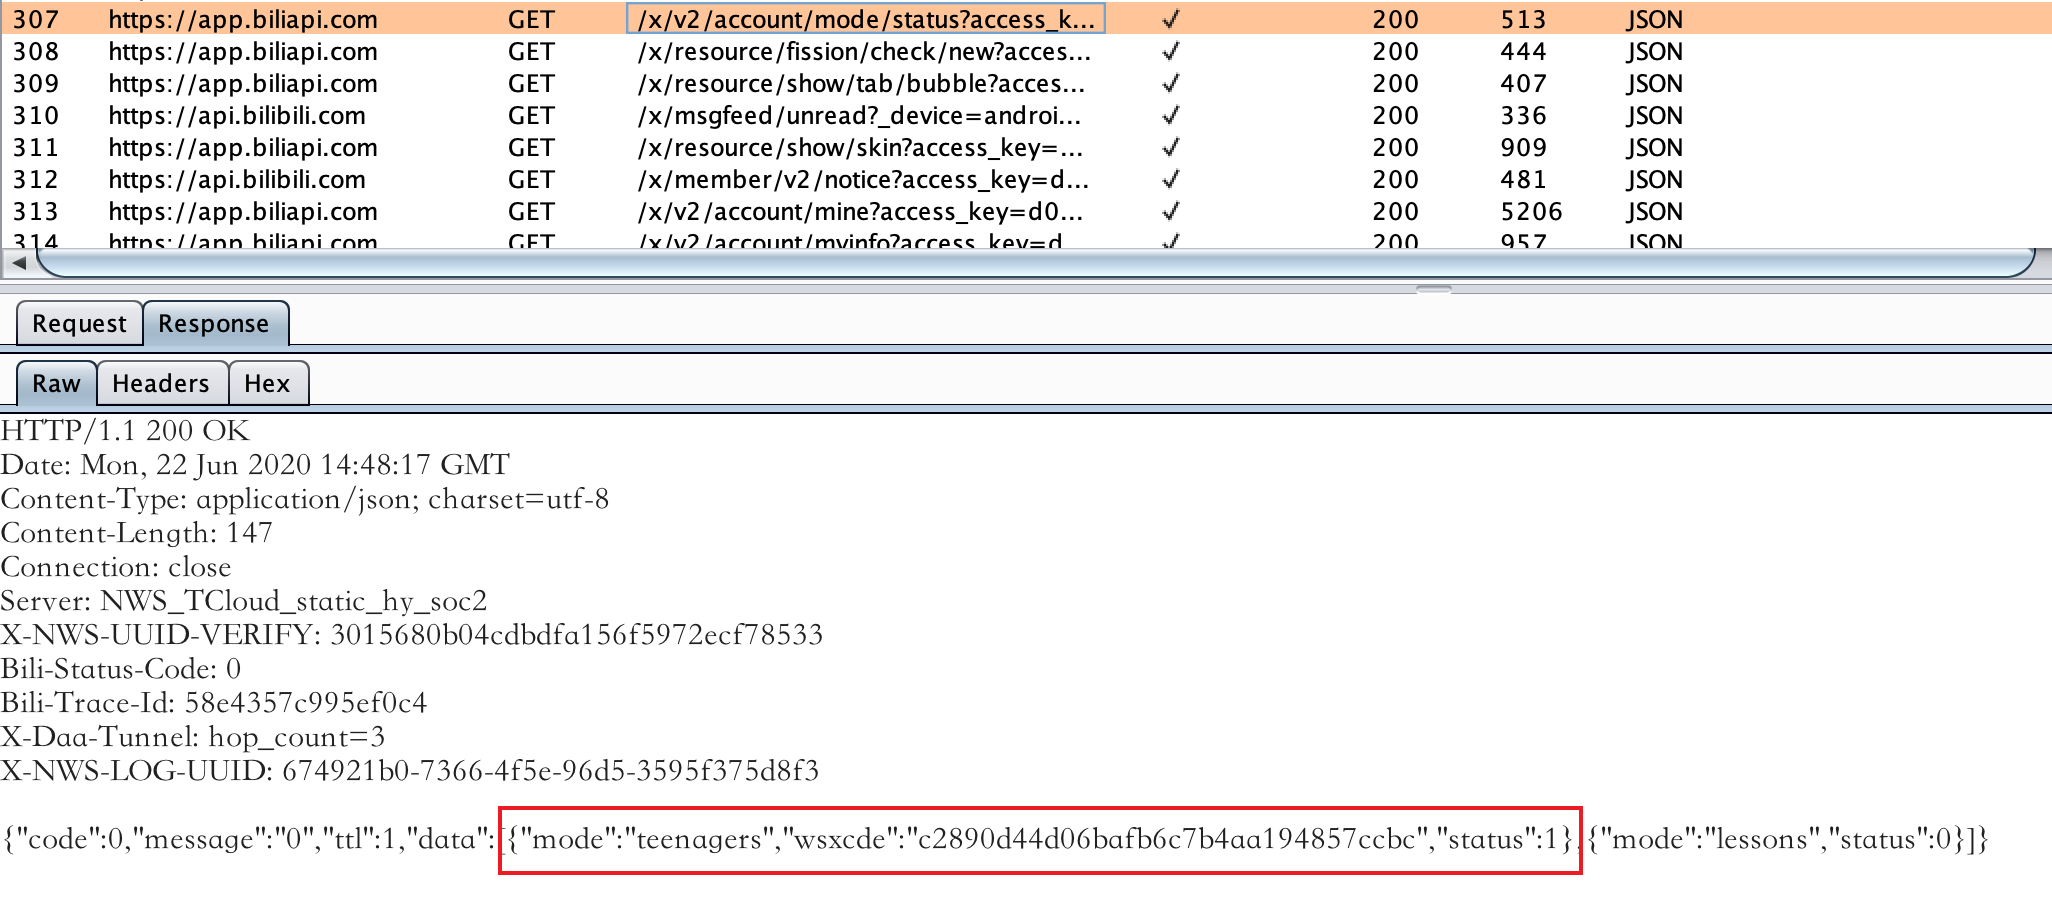 307 https://app.biliapi.com GET /x/v2/account/mode/status?access_k... ✓ 200 513 JSON
308 https://app.biliapi.com GET /x/resource/fission/check/new?acces... ✓ 200 444 JSON
309 https://app.biliapi.com GET /x/resource/show/tab/bubble?acces... ✓ 200 407 JSON
310 https://api.bilibili.com GET /x/msgfeed/unread?_device=androi... ✓ 200 336 JSON
311 https://app.biliapi.com GET /x/resource/show/skin?access_key=... ✓ 200 909 JSON
312 https://api.bilibili.com GET /x/member/v2/notice?access_key=d... ✓ 200 481 JSON
313 https://app.biliapi.com GET /x/v2/account/mine?access_key=d0... ✓ 200 5206 JSON
314 https://app.biliapi.com GET /x/v2/account/myinfo?access_key=d ✓ 200 957 JSON
Request Response
Raw Headers Hex
HTTP/1.1 200 OK
Date: Mon, 22 Jun 2020 14:48:17 GMT
Content-Type: application/json; charset=utf-8
Content-Length: 147
Connection: close
Server: NWS_TCloud_static_hy_soc2
X-NWS-UUID-VERIFY: 3015680b04cdbdfa156f5972ecf78533
Bili-Status-Code: 0
Bili-Trace-Id: 58e4357c995ef0c4
X-Daa-Tunnel: hop_count=3
X-NWS-LOG-UUID: 674921b0-7366-4f5e-96d5-3595f375d8f3
{"code":0,"message":"0","ttl":1,"data":[{"mode":"teenagers","wsxcde":"c2890d44d06bafb6c7b4aa194857ccbc","status":1},{"mode":"lessons","status":0}]}